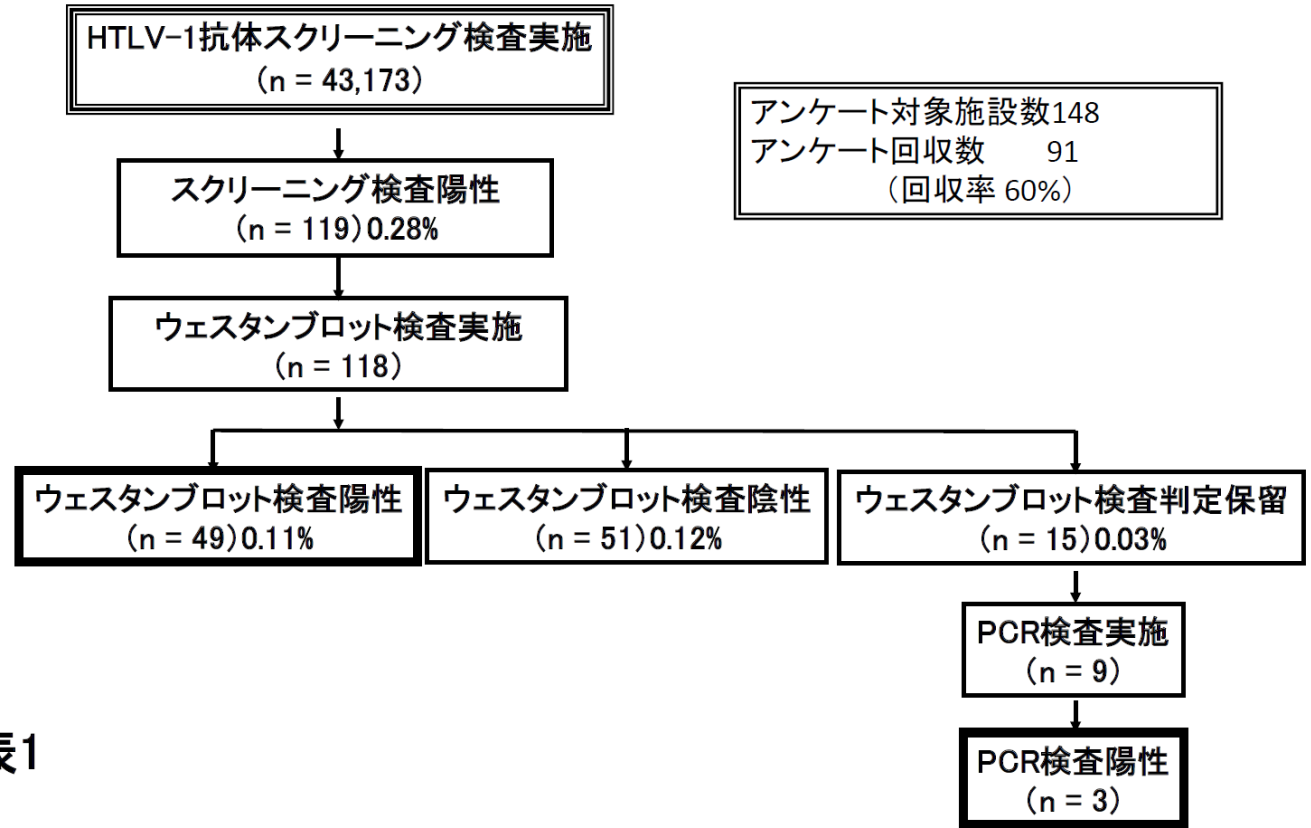 HTLV-1抗体スクリーニング検査実施
(n = 43,173)
アンケート対象施設数148
アンケート回収数 91
(回収率 60%)
スクリーニング検査陽性
(n = 119)0.28%
ウェスタンブロット検査実施
(n = 118)
ウェスタンブロット検査陽性
(n = 49)0.11%
ウェスタンブロット検査陰性
(n = 51)0.12%
ウェスタンブロット検査判定保留
(n = 15)0.03%
PCR検査実施
(n = 9)
PCR検査陽性
(n = 3)
表1